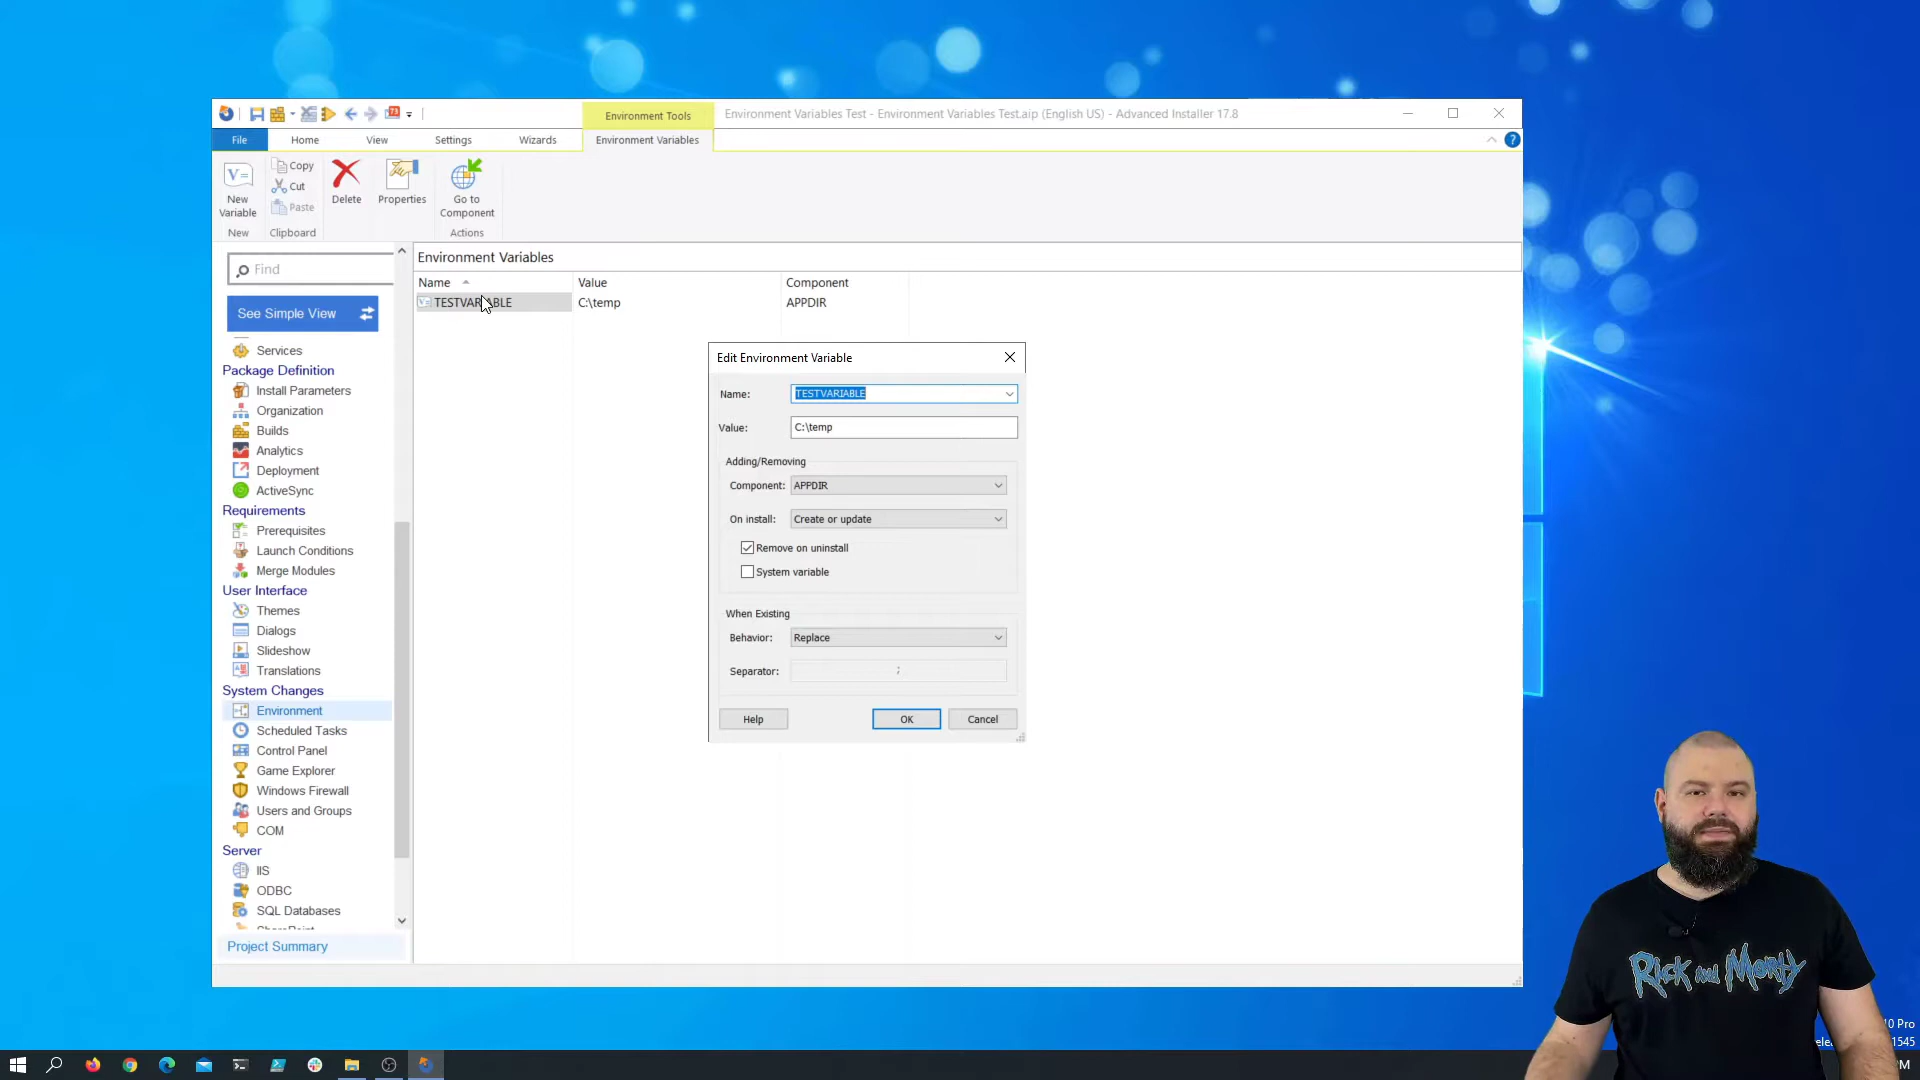 73
Environment Tools
Environment Variables Test - Environment Variables Test.aip (English US) - Advanced Installer 17.8
File
Home
View
Settings
Wizards
Environment Variables
?
V=
New
Variable
Copy
Cut
Paste
Delete
Properties
Go to
Component
New
Clipboard
Actions
Find
See Simple View
Services
Package Definition
Install Parameters
Organization
Builds
Analytics
Deployment
ActiveSync
Requirements
Prerequisites
Launch Conditions
Merge Modules
User Interface
Themes
Dialogs
Slideshow
Translations
System Changes
Environment
Scheduled Tasks
Control Panel
Game Explorer
Windows Firewall
Users and Groups
COM
Server
IIS
ODBC
SQL Databases
Project Summary
Environment Variables
Name
Value
Component
TESTVARIABLE
C:\temp
APPDIR
Edit Environment Variable
Name:
TESTVARIABLE
Value:
C:\temp
Adding/Removing
Component:
APPDIR
On install:
Create or update
Remove on uninstall
System variable
When Existing
Behavior:
Replace
Separator:
;
Help
OK
Cancel
Rick and Morty
10 Pro
1545
PM